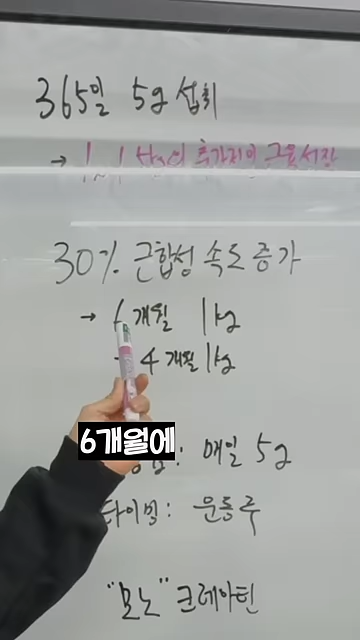 365일 5g 섭취
→ 1.1kg의 추가적인 근육성장
30% 근합성 속도 증가
→ 6개월 1kg
→ 4개월 1kg
6개월에
: 매일 5g
타이밍: 운동후
"모노" 크레아틴